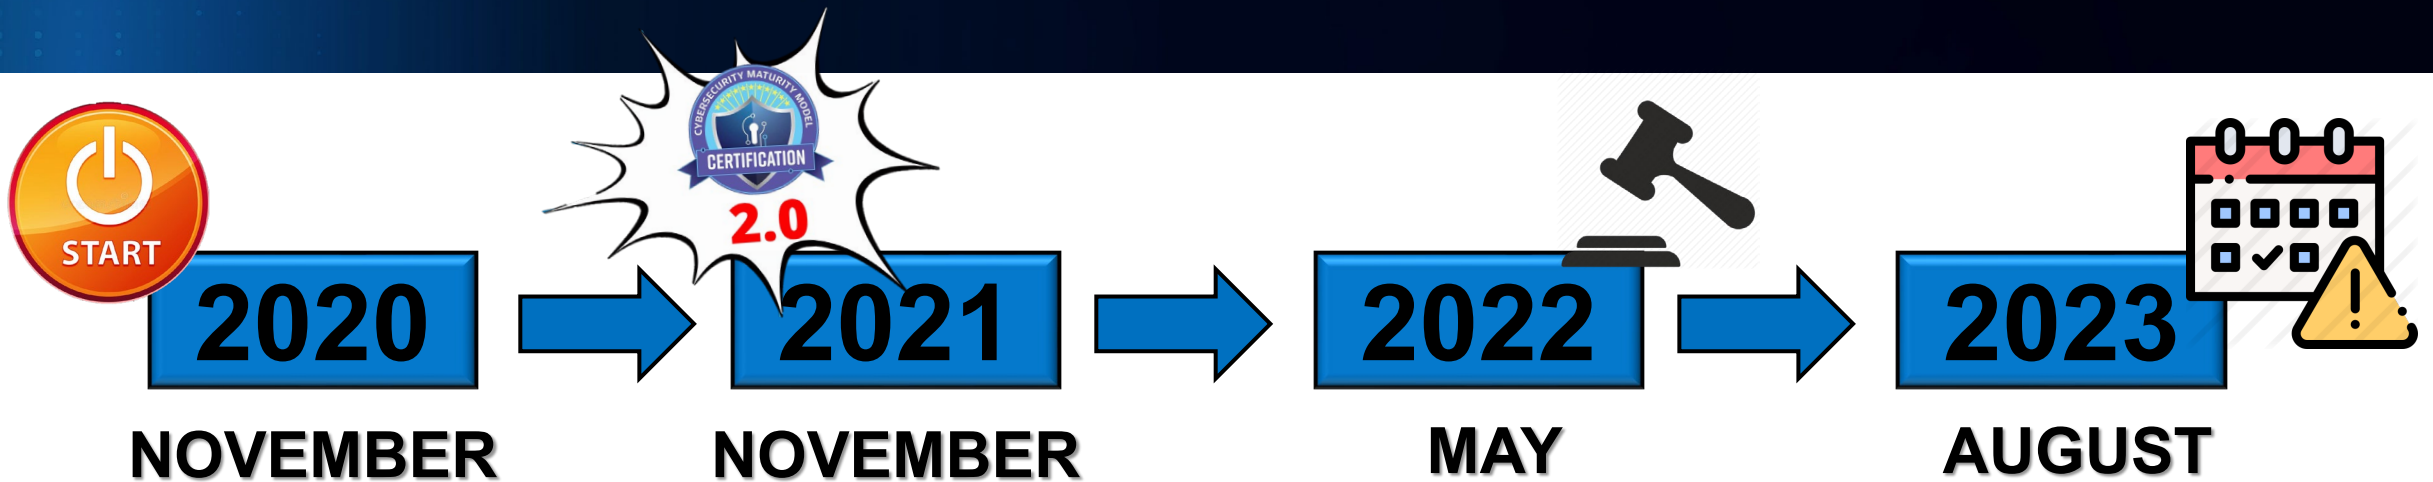 CYBERSECURITY MATURITY MODEL
CERTIFICATION
2.0
START
2020
2021
2022
2023
NOVEMBER
NOVEMBER
MAY
AUGUST